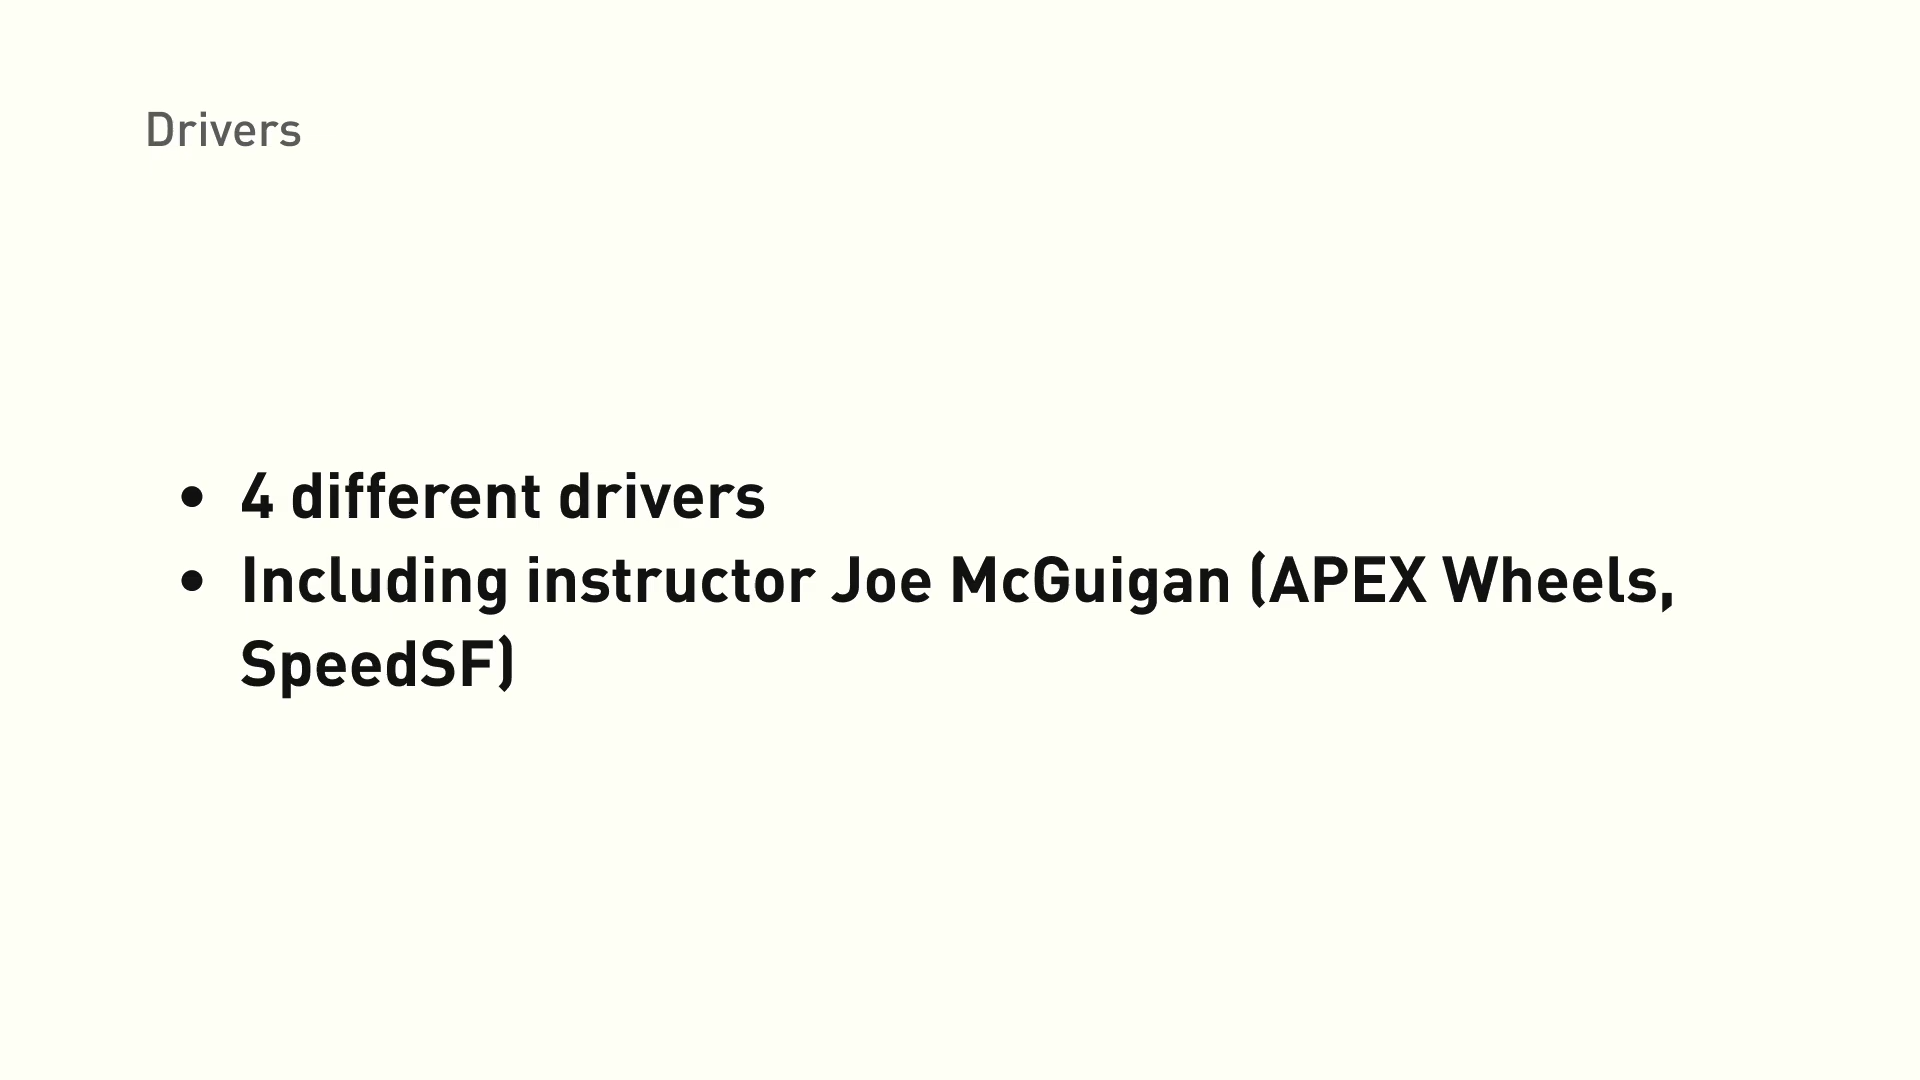 Drivers
• 4 different drivers
• Including instructor Joe McGuigan (APEX Wheels,
SpeedSF)